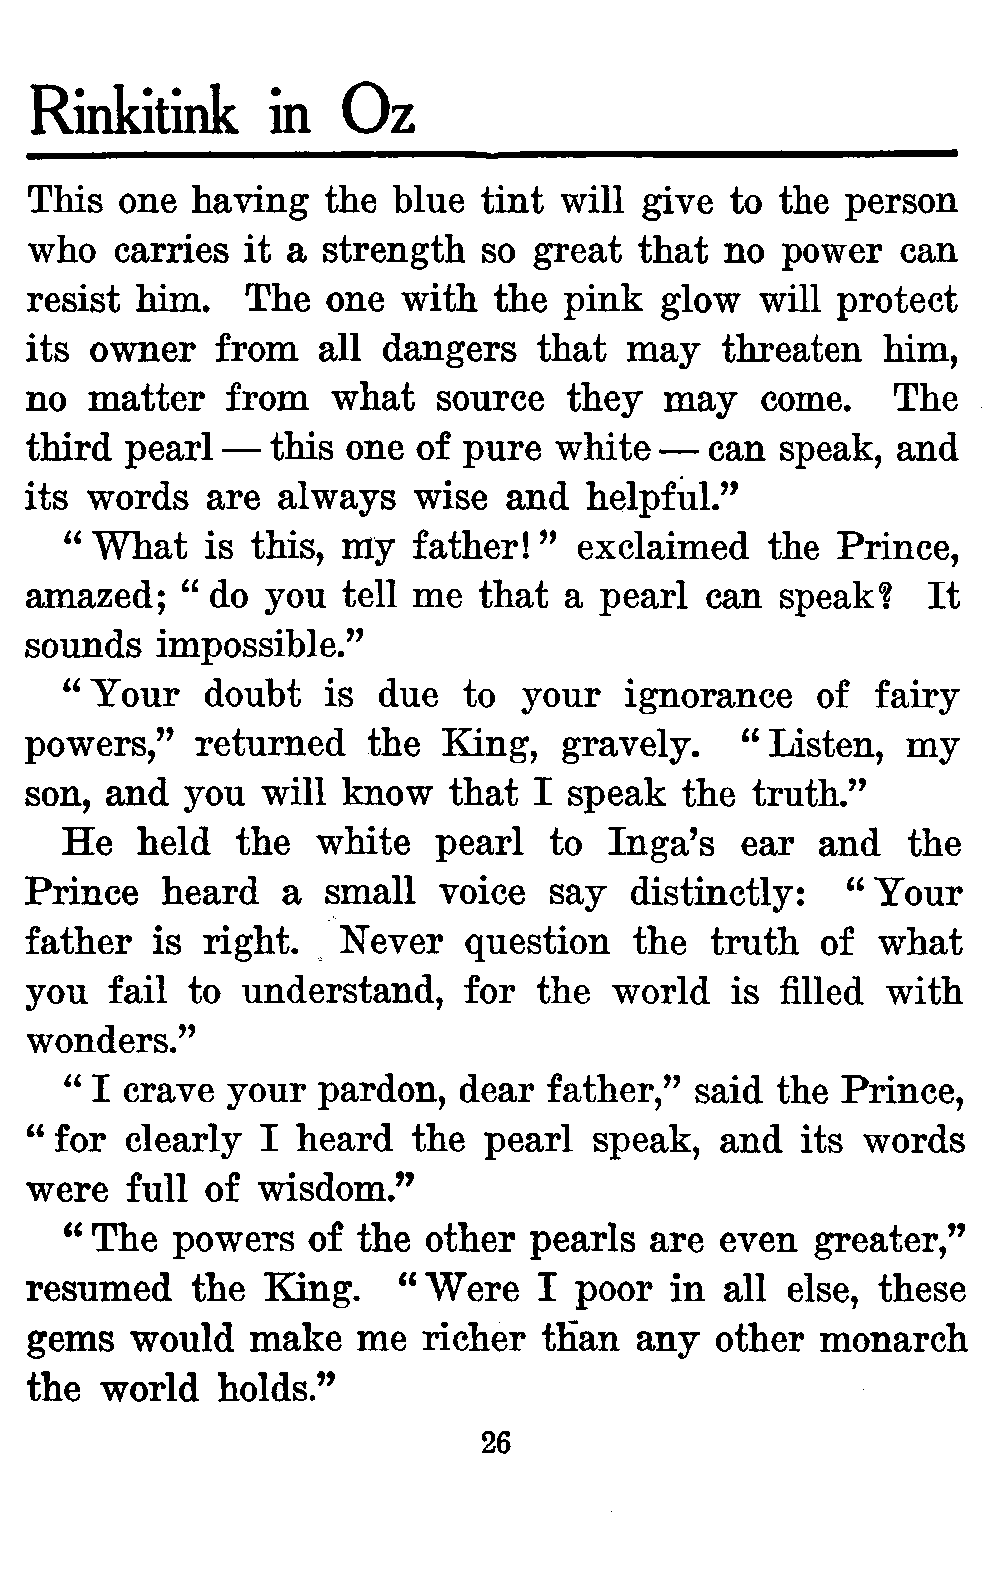 Rinkitink in Oz
This one having the blue tint will give to the person
who carries it a strength so great that no power can
resist him. The one with the pink glow will protect
its owner from all dangers that may threaten him,
no matter from what source they may come. The
third pearl — this one of pure white — can speak, and
its words are always wise and helpful.”
“ What is this, my father! ” exclaimed the Prince,
amazed; “ do you tell me that a pearl can speak? It
sounds impossible.”
“ Your doubt is due to your ignorance of fairy
powers,” returned the King, gravely. “ Listen, my
son, and you will know that I speak the truth.”
He held the white pearl to Inga’s ear and the
Prince heard a small voice say distinctly: “ Your
father is right. Never question the truth of what
you fail to understand, for the world is filled with
wonders.”
“ I crave your pardon, dear father,” said the Prince,
“ for clearly I heard the pearl speak, and its words
were full of wisdom.”
“ The powers of the other pearls are even greater,”
resumed the King. “ Were I poor in all else, these
gems would make me richer than any other monarch
the world holds.”
26